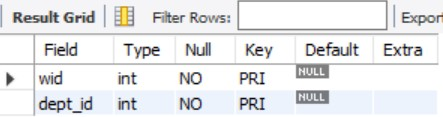 Result Grid Filter Rows: Export
Field Type Null Key Default Extra
wid int NO PRI NULL
dept_id int NO PRI NULL